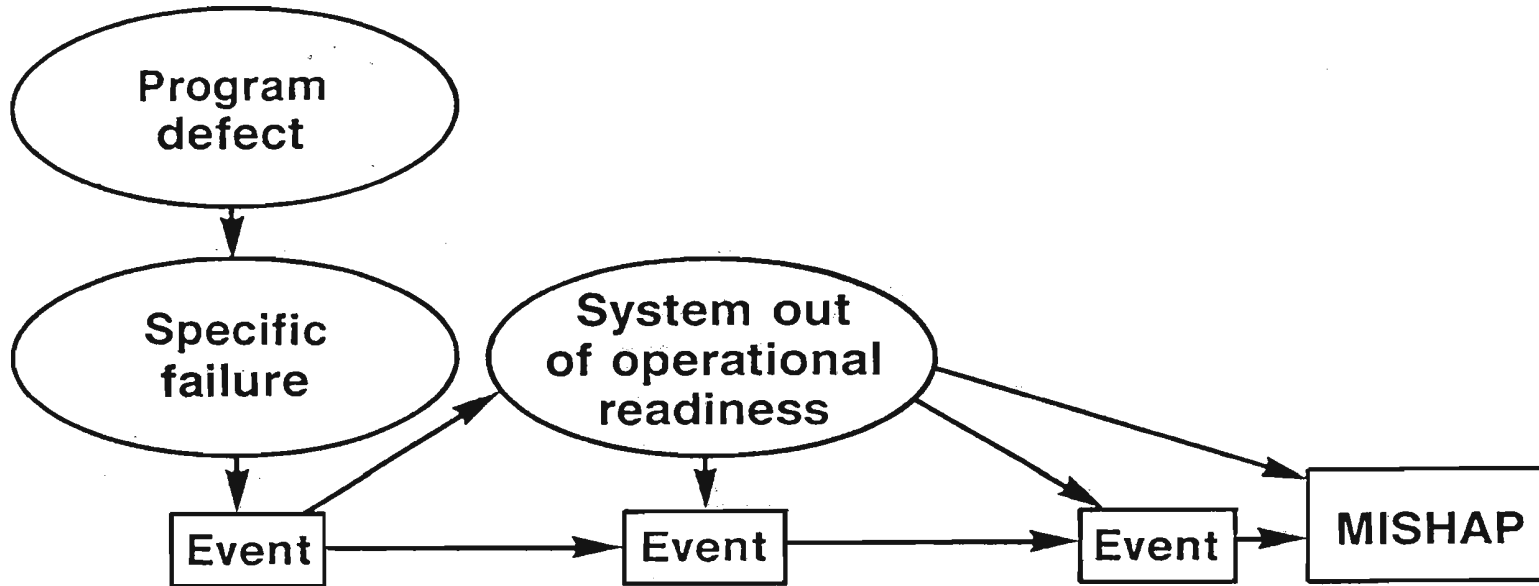 Program
defect
Specific
failure
System out
of operational
readiness
Event
Event
Event
MISHAP